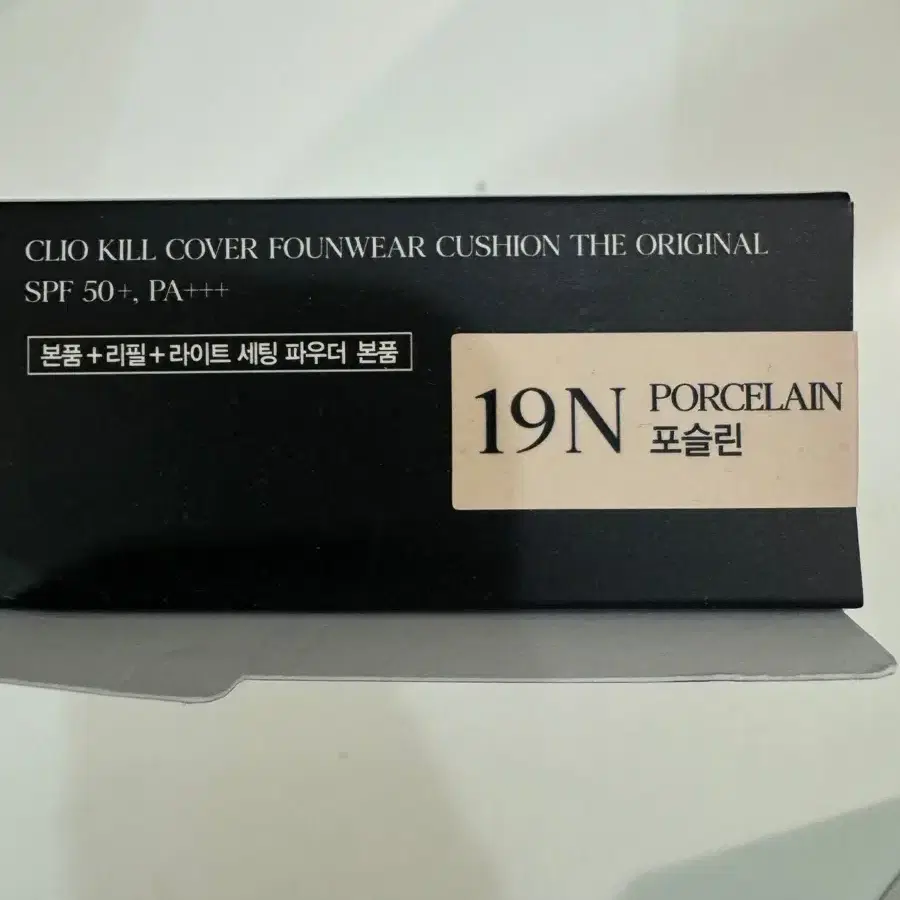 CLIO KILL COVER FOUNWEAR CUSHION THE ORIGINAL
SPF 50+, PA+++
본품+리필+라이트 세팅 파우더 본품
19N PORCELAIN
포슬린